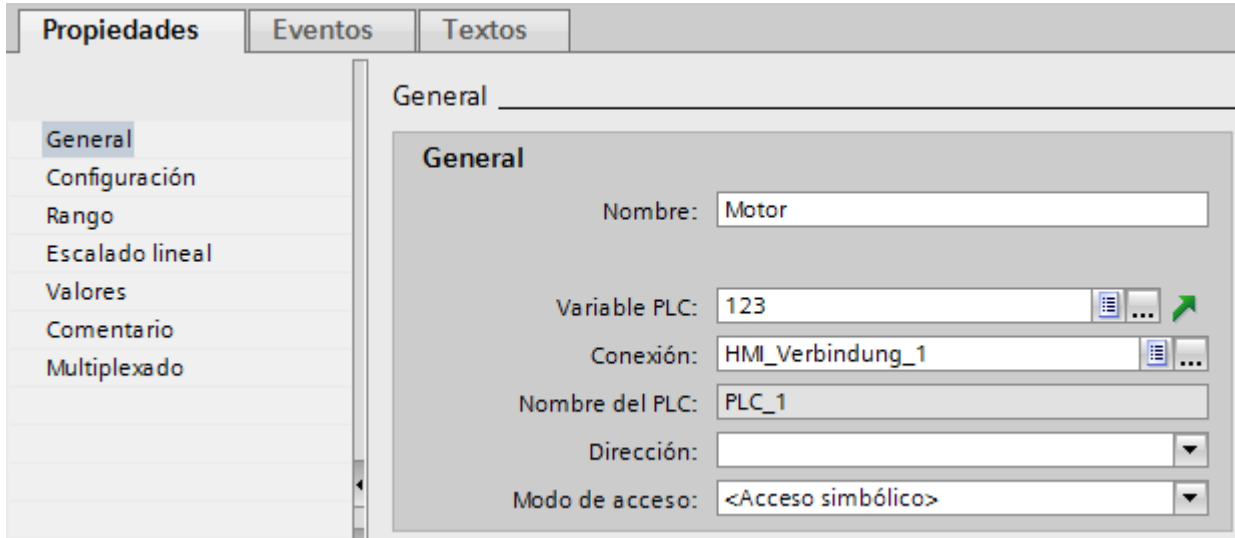 Propiedades Eventos Textos
General
General
Configuración
Rango
Escalado lineal
Valores
Comentario
Multiplexado
General
Nombre: Motor
Variable PLC: 123 ...
Conexión: HMI_Verbindung_1 ...
Nombre del PLC: PLC_1
Dirección:
Modo de acceso: <Acceso simbólico>